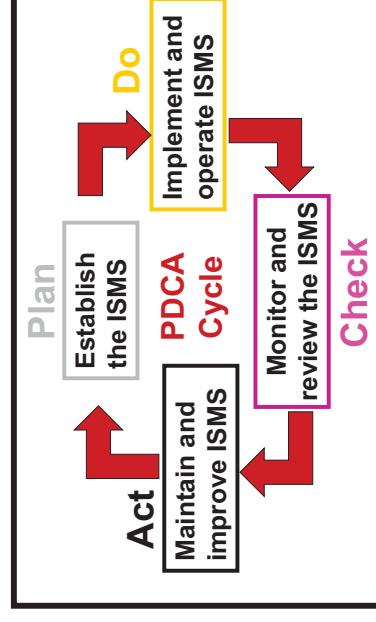 Plan
Establish
the ISMS
Do
Implement and
operate ISMS
PDCA
Cycle
Act
Maintain and
improve ISMS
Monitor and
review the ISMS
Check